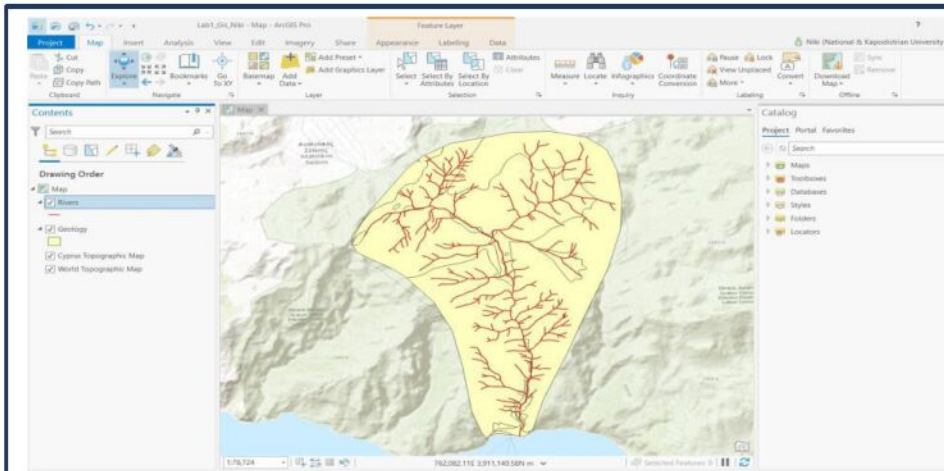 Lab1_Gis_Niki - Map - ArcGIS Pro
Feature Layer
?
Project Map Insert Analysis View Edit Imagery Share Appearance Labeling Data
Niki (National & Kapodistrian University
Paste
Cut
Copy
Copy Path
Clipboard
Explore
Bookmarks
Go To XY
Navigate
Basemap
Add Data
Add Preset
Add Graphics Layer
Layer
Select
Select By Attributes
Select By Location
Attributes
Clear
Selection
Measure
Locate
Infographics
Coordinate Conversion
Inquiry
Pause
Lock
View Unplaced
More
Convert
Labeling
Download Map
Sync
Remove
Offline
Contents
Search
Drawing Order
Map
Rivers
Geology
Cyprus Topographic Map
World Topographic Map
Map
1:78,724
762,082.11E 3,911,140.58N m
Selected Features: 0
Catalog
Project Portal Favorites
Search
Maps
Toolboxes
Databases
Styles
Folders
Locators